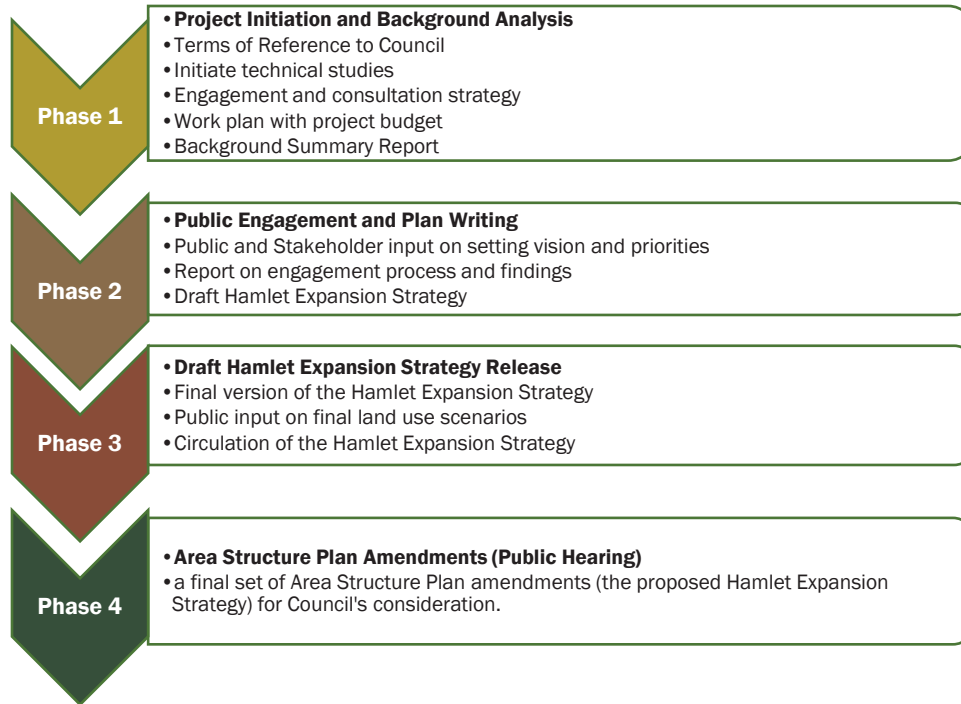 Phase 1
• Project Initiation and Background Analysis
• Terms of Reference to Council
• Initiate technical studies
• Engagement and consultation strategy
• Work plan with project budget
• Background Summary Report
Phase 2
• Public Engagement and Plan Writing
• Public and Stakeholder input on setting vision and priorities
• Report on engagement process and findings
• Draft Hamlet Expansion Strategy
Phase 3
• Draft Hamlet Expansion Strategy Release
• Final version of the Hamlet Expansion Strategy
• Public input on final land use scenarios
• Circulation of the Hamlet Expansion Strategy
Phase 4
• Area Structure Plan Amendments (Public Hearing)
• a final set of Area Structure Plan amendments (the proposed Hamlet Expansion
Strategy) for Council's consideration.